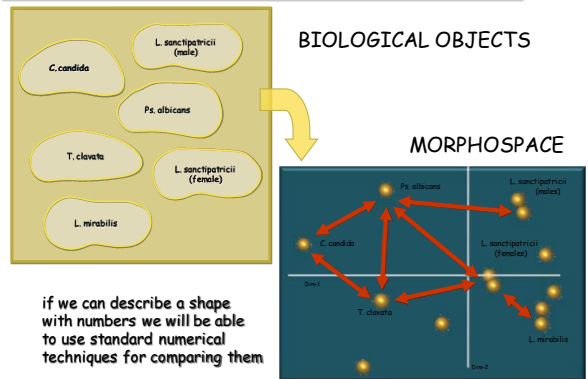 BIOLOGICAL OBJECTS
L. sanctipatricii
(male)
C. candida
Ps. albicans
T. clavata
L. sanctipatricii
(female)
L. mirabilis
MORPHOSPACE
Ps. albicans
L. sanctipatricii
(males)
C. candida
L. sanctipatricii
(females)
Dim-1
T. clavata
L. mirabilis
Dim-2
if we can describe a shape
with numbers we will be able
to use standard numerical
techniques for comparing them